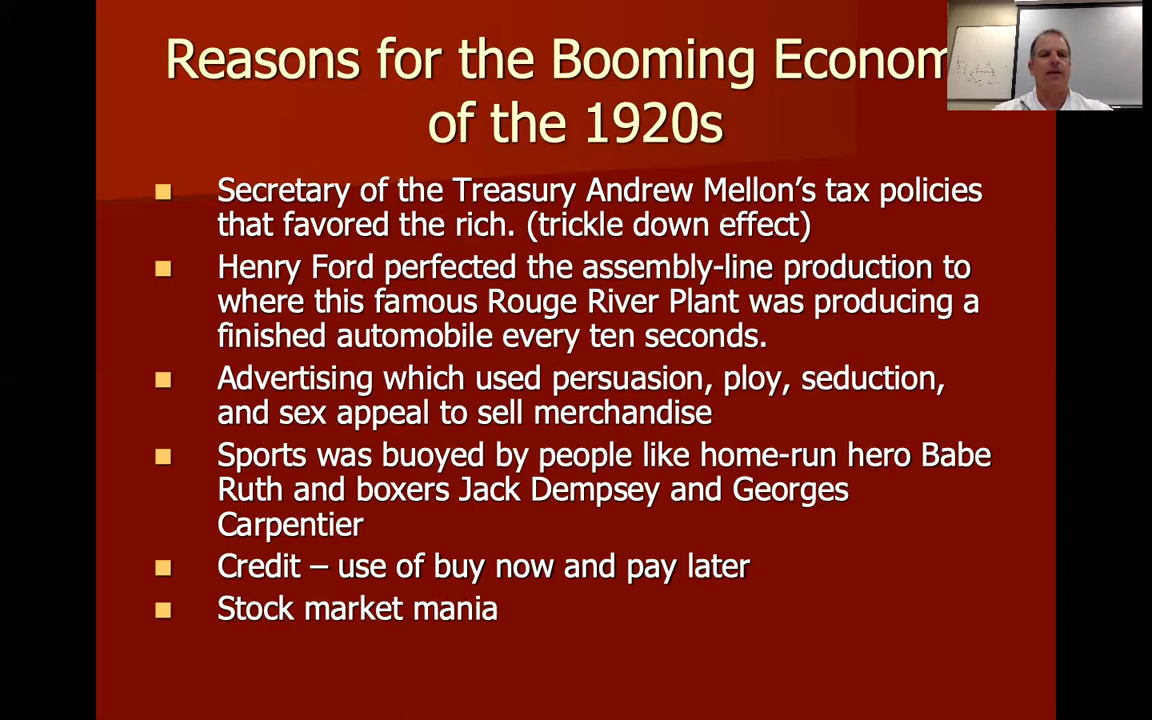 Reasons for the Booming Econom
of the 1920s
Secretary of the Treasury Andrew Mellon's tax policies
that favored the rich. (trickle down effect)
Henry Ford perfected the assembly-line production to
where this famous Rouge River Plant was producing a
finished automobile every ten seconds.
Advertising which used persuasion, ploy, seduction,
and sex appeal to sell merchandise
Sports was buoyed by people like home-run hero Babe
Ruth and boxers Jack Dempsey and Georges
Carpentier
Credit – use of buy now and pay later
Stock market mania